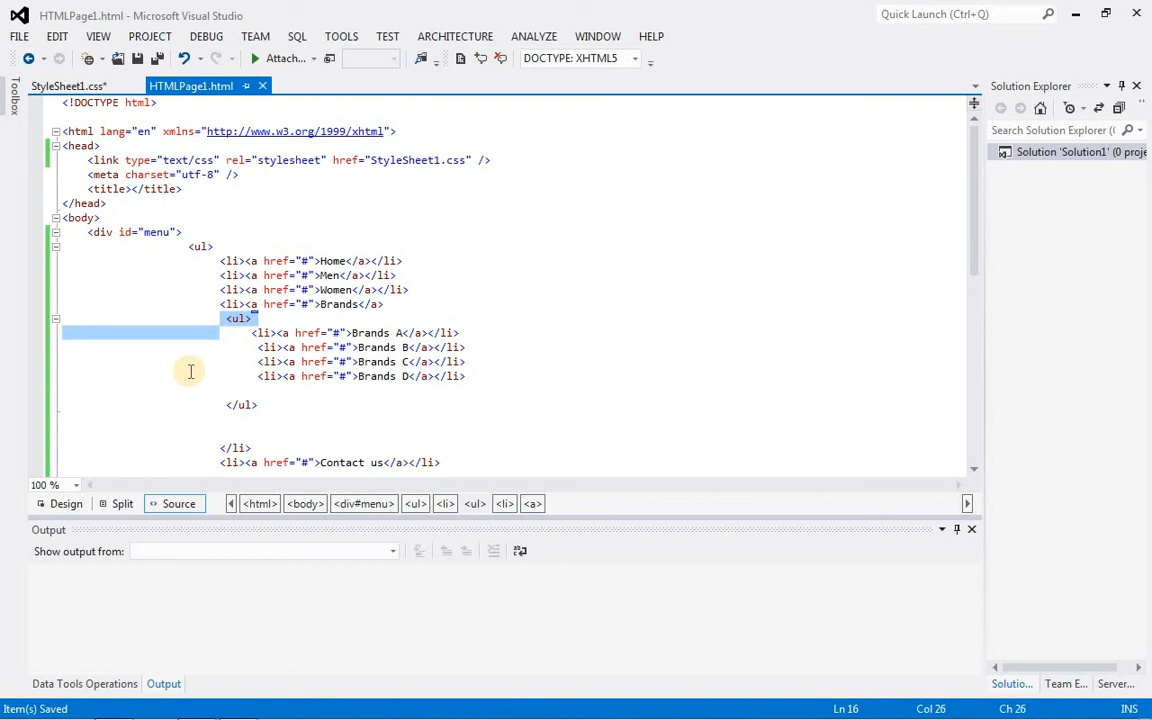 HTMLPage1.html - Microsoft Visual Studio
Quick Launch (Ctrl+Q)
FILE EDIT VIEW PROJECT DEBUG TEAM SQL TOOLS TEST ARCHITECTURE ANALYZE WINDOW HELP
Attach... DOCTYPE: XHTML5
Toolbox
StyleSheet1.css* HTMLPage1.html
Solution Explorer
Search Solution Explorer (
Solution 'Solution1' (0 proje
<!DOCTYPE html>
<html lang="en" xmlns="http://www.w3.org/1999/xhtml">
<head>
<link type="text/css" rel="stylesheet" href="StyleSheet1.css" />
<meta charset="utf-8" />
<title></title>
</head>
<body>
<div id="menu">
<ul>
<li><a href="#">Home</a></li>
<li><a href="#">Men</a></li>
<li><a href="#">Women</a></li>
<li><a href="#">Brands</a>
<ul>
<li><a href="#">Brands A</a></li>
<li><a href="#">Brands B</a></li>
<li><a href="#">Brands C</a></li>
<li><a href="#">Brands D</a></li>
</ul>
</li>
<li><a href="#">Contact us</a></li>
100 %
Design Split Source <html> <body> <div#menu> <ul> <li> <ul> <li> <a>
Output
Show output from:
Data Tools Operations Output
Solutio... Team E... Server...
Item(s) Saved Ln 16 Col 26 Ch 26 INS